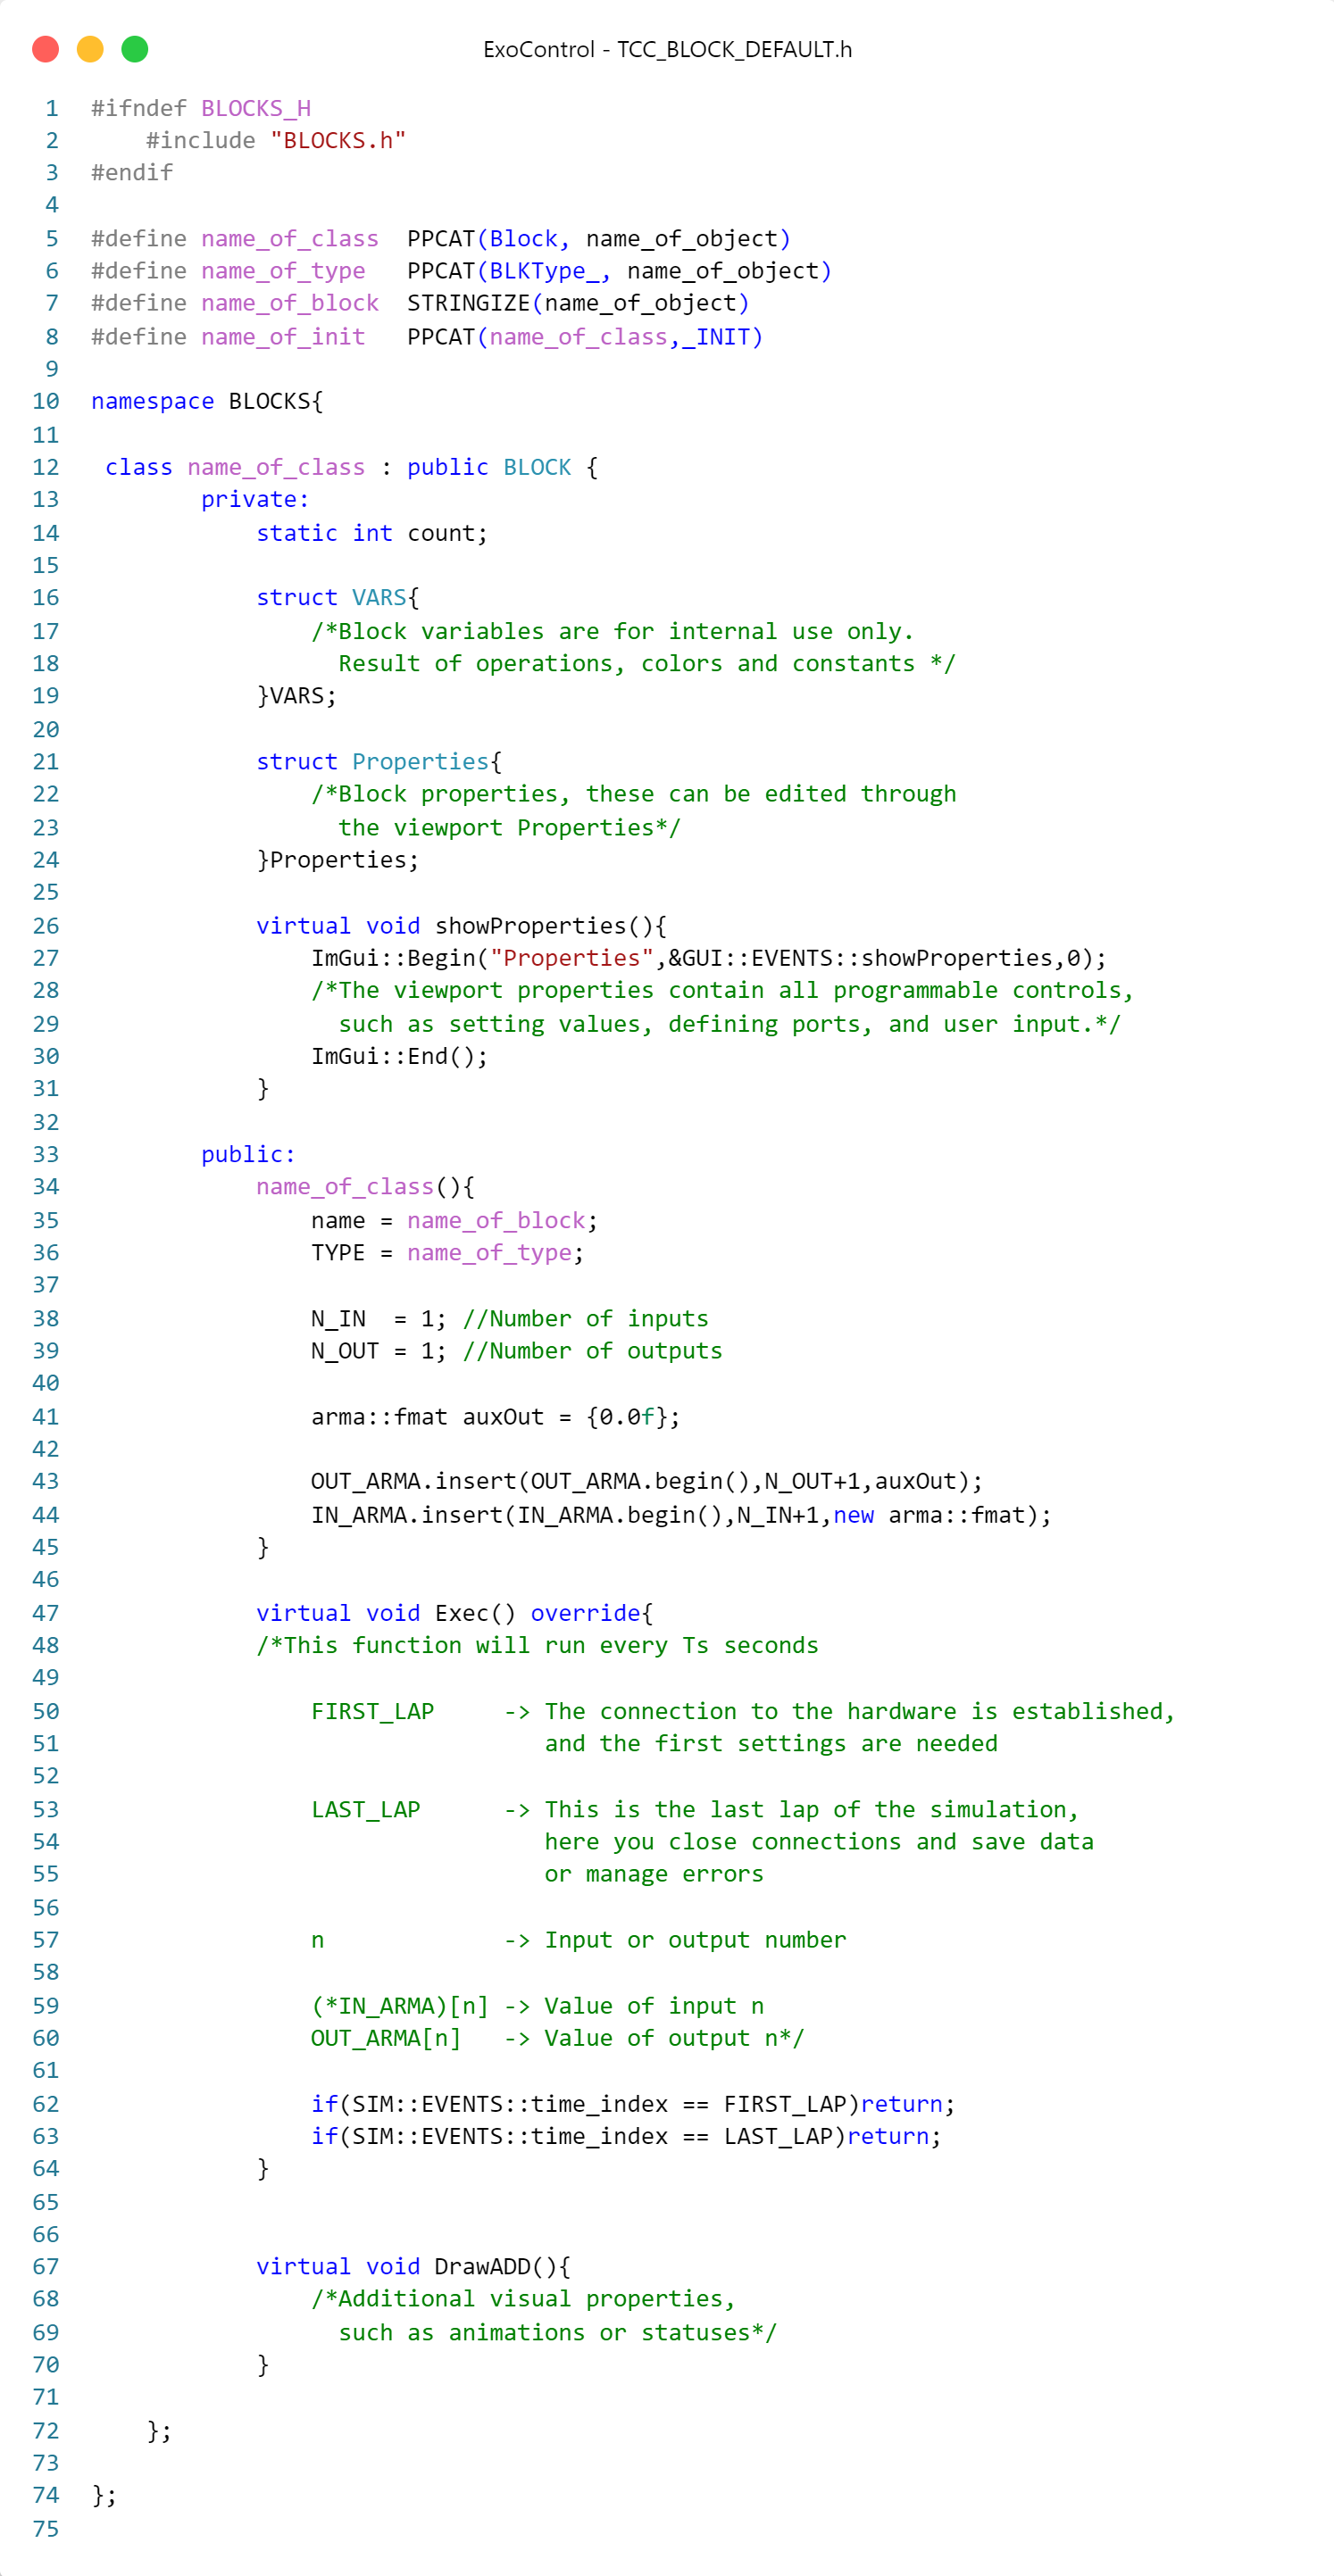 ExoControl - TCC_BLOCK_DEFAULT.h
1 #ifndef BLOCKS_H
2     #include "BLOCKS.h"
3 #endif
4
5 #define name_of_class  PPCAT(Block, name_of_object)
6 #define name_of_type   PPCAT(BLKType_, name_of_object)
7 #define name_of_block  STRINGIZE(name_of_object)
8 #define name_of_init   PPCAT(name_of_class,_INIT)
9
10 namespace BLOCKS{
11
12  class name_of_class : public BLOCK {
13         private:
14             static int count;
15
16             struct VARS{
17                 /*Block variables are for internal use only.
18                   Result of operations, colors and constants */
19             }VARS;
20
21             struct Properties{
22                 /*Block properties, these can be edited through
23                   the viewport Properties*/
24             }Properties;
25
26             virtual void showProperties(){
27                 ImGui::Begin("Properties",&GUI::EVENTS::showProperties,0);
28                 /*The viewport properties contain all programmable controls,
29                   such as setting values, defining ports, and user input.*/
30                 ImGui::End();
31             }
32
33         public:
34             name_of_class(){
35                 name = name_of_block;
36                 TYPE = name_of_type;
37
38                 N_IN  = 1; //Number of inputs
39                 N_OUT = 1; //Number of outputs
40
41                 arma::fmat auxOut = {0.0f};
42
43                 OUT_ARMA.insert(OUT_ARMA.begin(),N_OUT+1,auxOut);
44                 IN_ARMA.insert(IN_ARMA.begin(),N_IN+1,new arma::fmat);
45             }
46
47             virtual void Exec() override{
48             /*This function will run every Ts seconds
49
50                 FIRST_LAP     -> The connection to the hardware is established,
51                                  and the first settings are needed
52
53                 LAST_LAP      -> This is the last lap of the simulation,
54                                  here you close connections and save data
55                                  or manage errors
56
57                 n             -> Input or output number
58
59                 (*IN_ARMA)[n] -> Value of input n
60                 OUT_ARMA[n]   -> Value of output n*/
61
62                 if(SIM::EVENTS::time_index == FIRST_LAP)return;
63                 if(SIM::EVENTS::time_index == LAST_LAP)return;
64             }
65
66
67             virtual void DrawADD(){
68                 /*Additional visual properties,
69                   such as animations or statuses*/
70             }
71
72     };
73
74 };
75